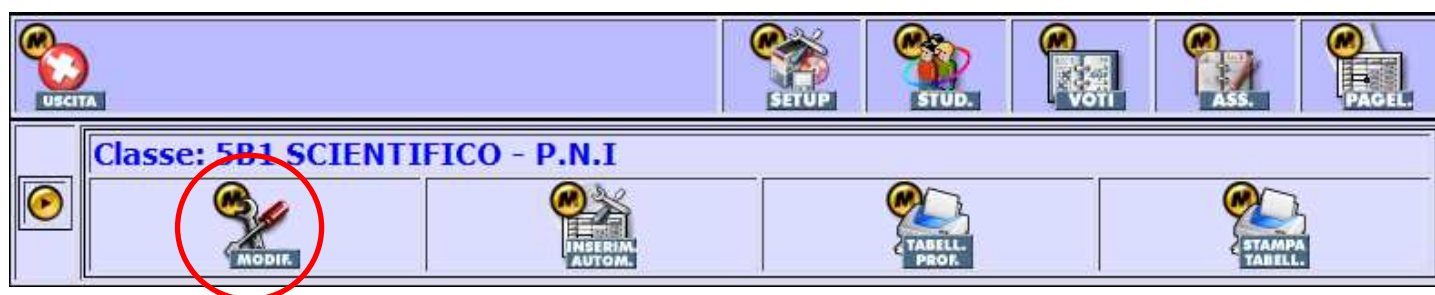 USCITA
SETUP
STUD.
VOTI
ASS.
PAGEL.
Classe: 5B1 SCIENTIFICO - P.N.I
MODIF.
INSERIM.
AUTOM.
TABELL.
PROF.
STAMPA
TABELL.